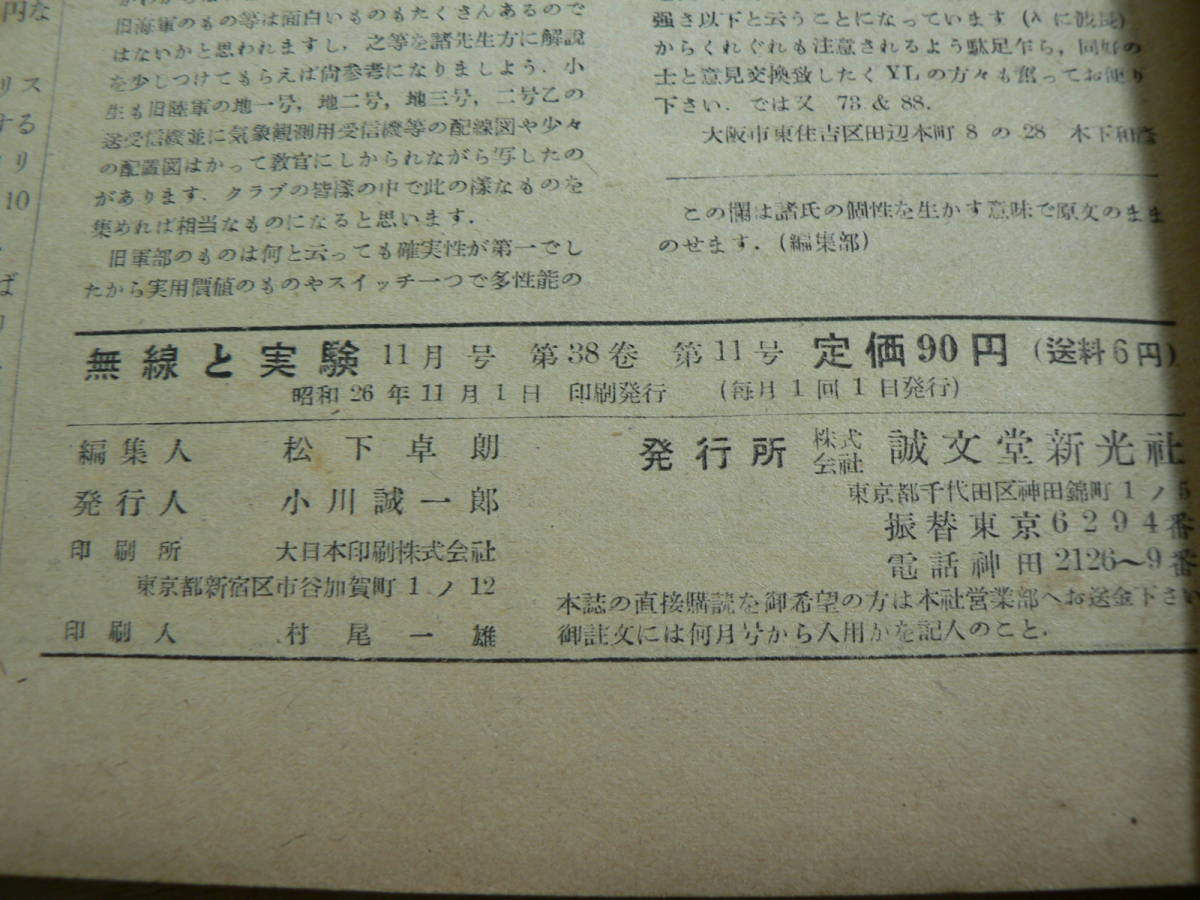 円な
リス
する
リ
10
ば
旧海軍のもの等は面白いものもたくさんあるので
はないかと思われますし，之等を諸先生方に解説
を少しつけてもらえば尙参考になりましよう．小
生も旧陸軍の地一号，地二号，地三号，二号乙の
送受信機並に気象観測用受信機等の配線図や少々
の配置図はかって教官にしかられながら写したの
があります．クラブの皆様の中で此の様なものを
集めれば相当なものになると思います．
旧軍部のものは何と云っても確実性が第一でし
たから実用價値のものやスイッチ一つで多性能の
強さ以下と云うことになっています (λに波長)
からくれぐれも注意されるよう駄足乍ら，同好の
士と意見交換致したくYLの方々も奮ってお便り
下さい．では又 73 & 88.
大阪市東住吉区田辺本町 8 の 28 木下和
この欄は諸氏の個性を生かす意味で原文のまま
のせます．(編集部)
無線と実験 11月号 第38巻 第11号 定価90円 (送料6円)
昭和26年11月1日 印刷発行 (毎月1回1日発行)
編集人 松下卓朗
発行人 小川誠一郎
印刷所 大日本印刷株式会社
東京都新宿区市谷加賀町1ノ12
印刷人 村尾一雄
発行所 株式会社 誠文堂新光社
東京都千代田区神田錦町1ノ5
振替東京6294番
電話神田2126～9番
本誌の直接購読を御希望の方は本社営業部へお送金下さい
御註文には何月号から入用かを記入のこと．